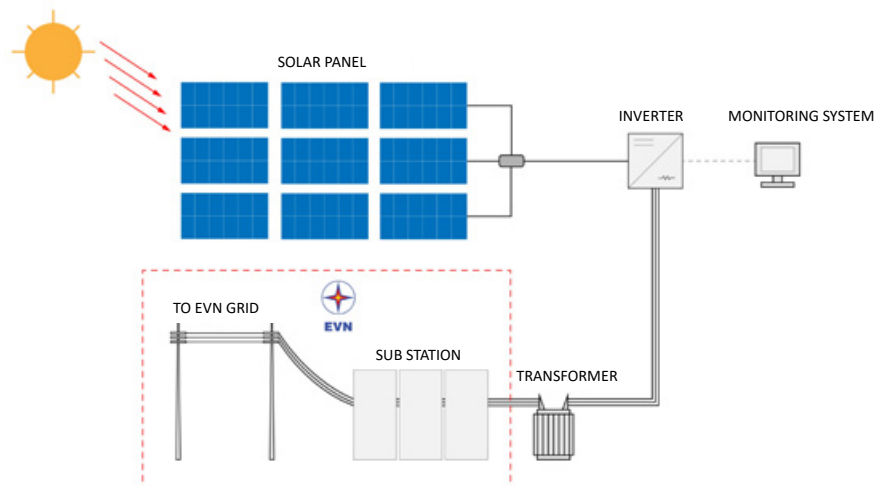 SOLAR PANEL
INVERTER
MONITORING SYSTEM
TO EVN GRID
EVN
SUB STATION
TRANSFORMER